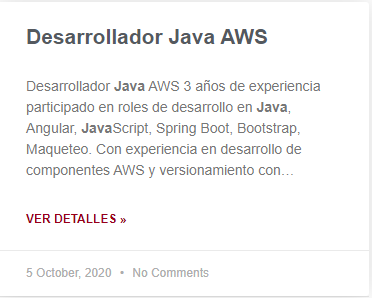 Desarrollador Java AWS
Desarrollador Java AWS 3 años de experiencia
participado en roles de desarrollo en Java,
Angular, JavaScript, Spring Boot, Bootstrap,
Maqueteo. Con experiencia en desarrollo de
componentes AWS y versionamiento con…
VER DETALLES »
5 October, 2020 • No Comments